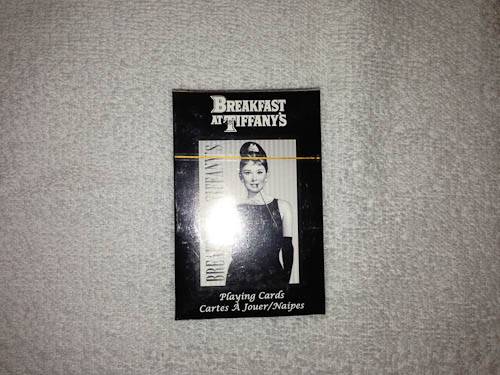 BREAKFAST
AT TIFFANY'S
Playing Cards
Cartes À Jouer/Naipes